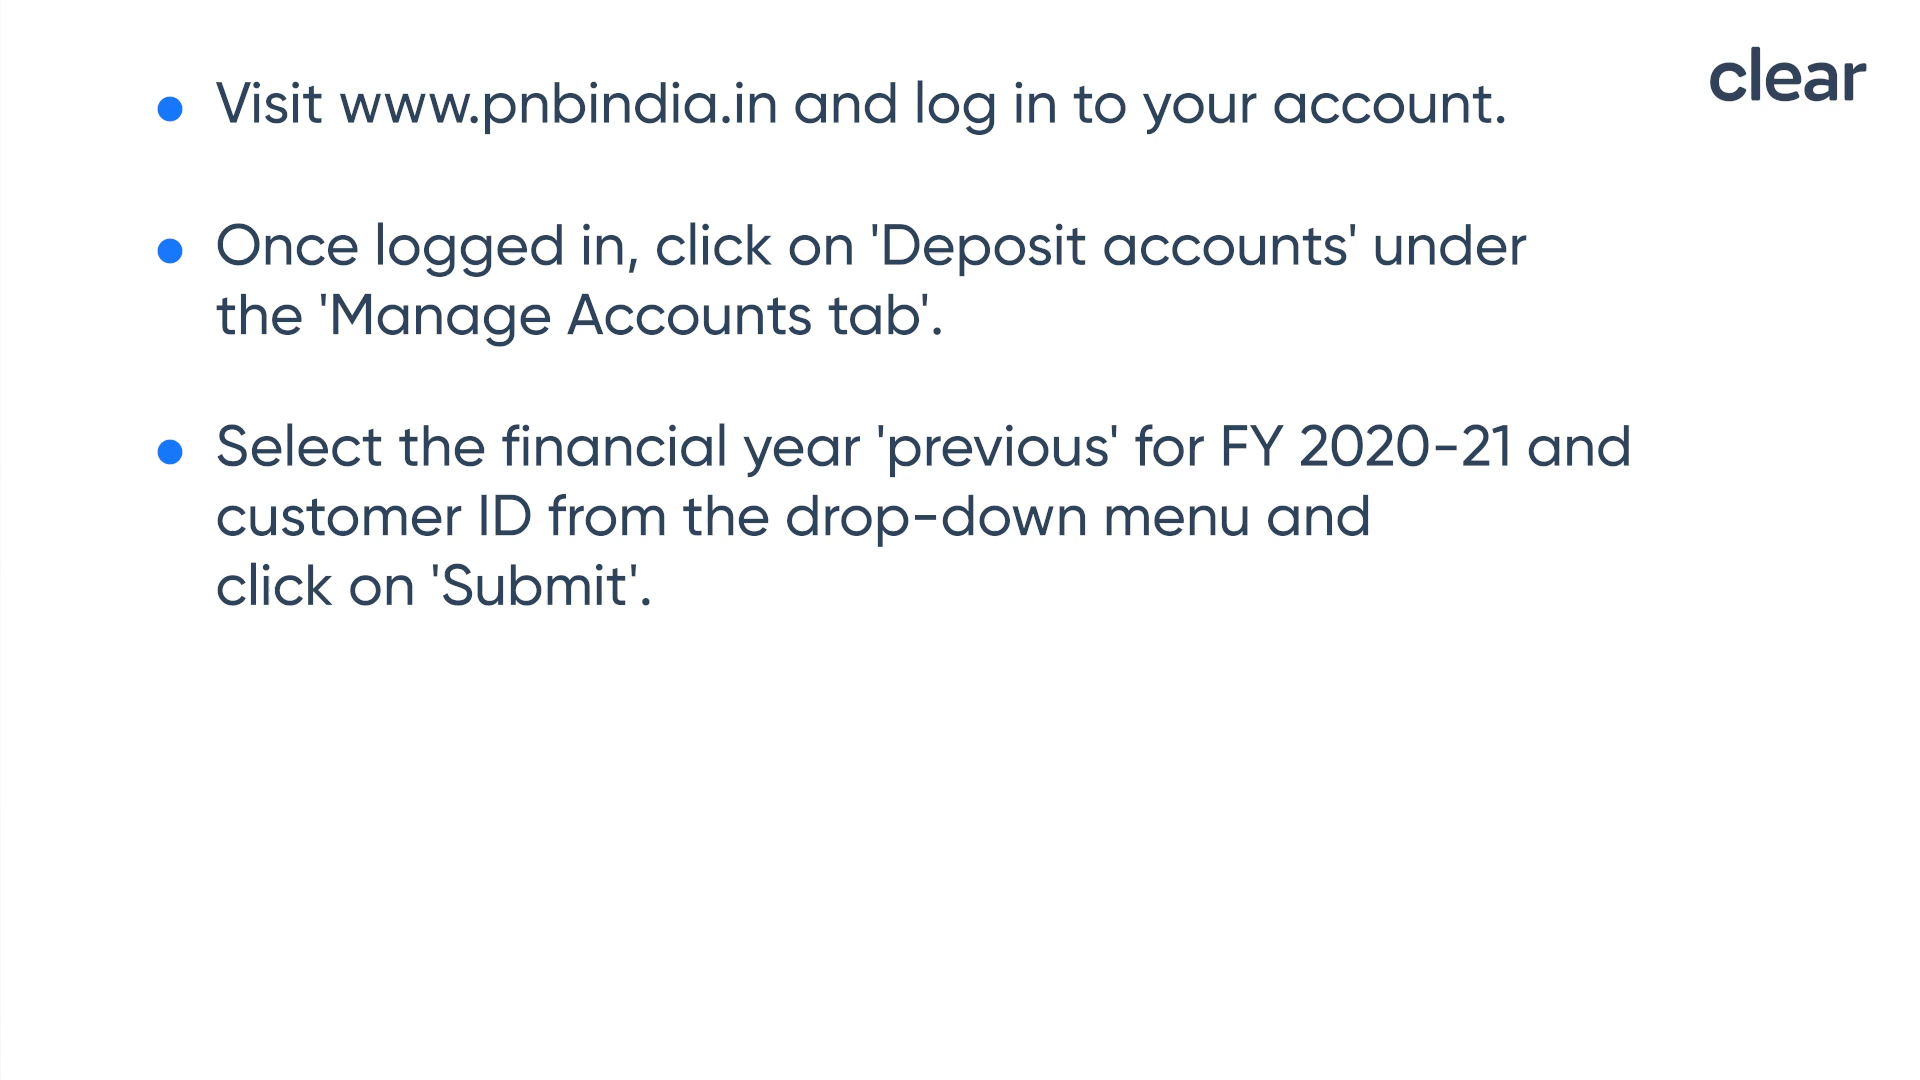 clear
• Visit www.pnbindia.in and log in to your account.
• Once logged in, click on 'Deposit accounts' under
the 'Manage Accounts tab'.
• Select the financial year 'previous' for FY 2020-21 and
customer ID from the drop-down menu and
click on 'Submit'.